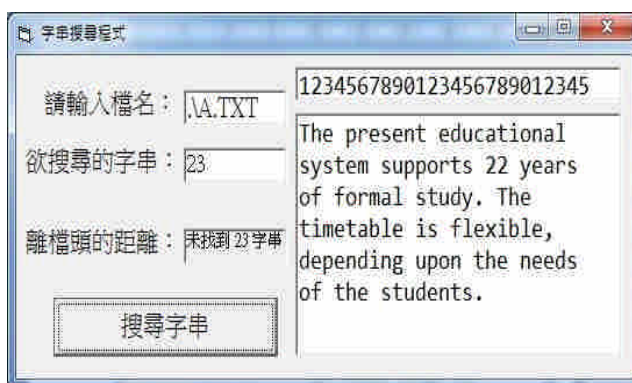 字串搜尋程式
請輸入檔名： .\A.TXT
欲搜尋的字串： 23
離檔頭的距離： 未找到 23 字串
搜尋字串
1234567890123456789012345
The present educational
system supports 22 years
of formal study. The
timetable is flexible,
depending upon the needs
of the students.